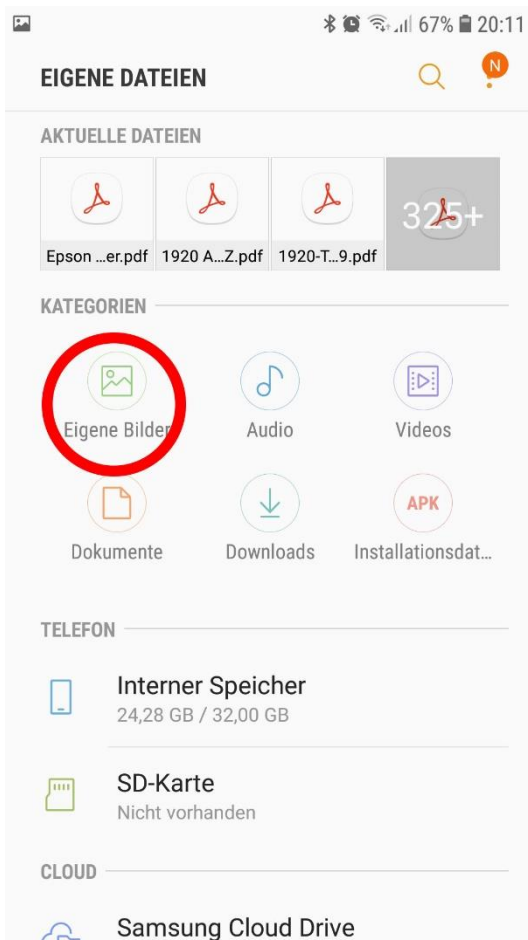 67% 20:11
EIGENE DATEIEN
N
AKTUELLE DATEIEN
325+
Epson ...er.pdf 1920 A...Z.pdf 1920-T...9.pdf
KATEGORIEN
Eigene Bilder Audio Videos
APK
Dokumente Downloads Installationsdat...
TELEFON
Interner Speicher
24,28 GB / 32,00 GB
SD-Karte
Nicht vorhanden
CLOUD
Samsung Cloud Drive